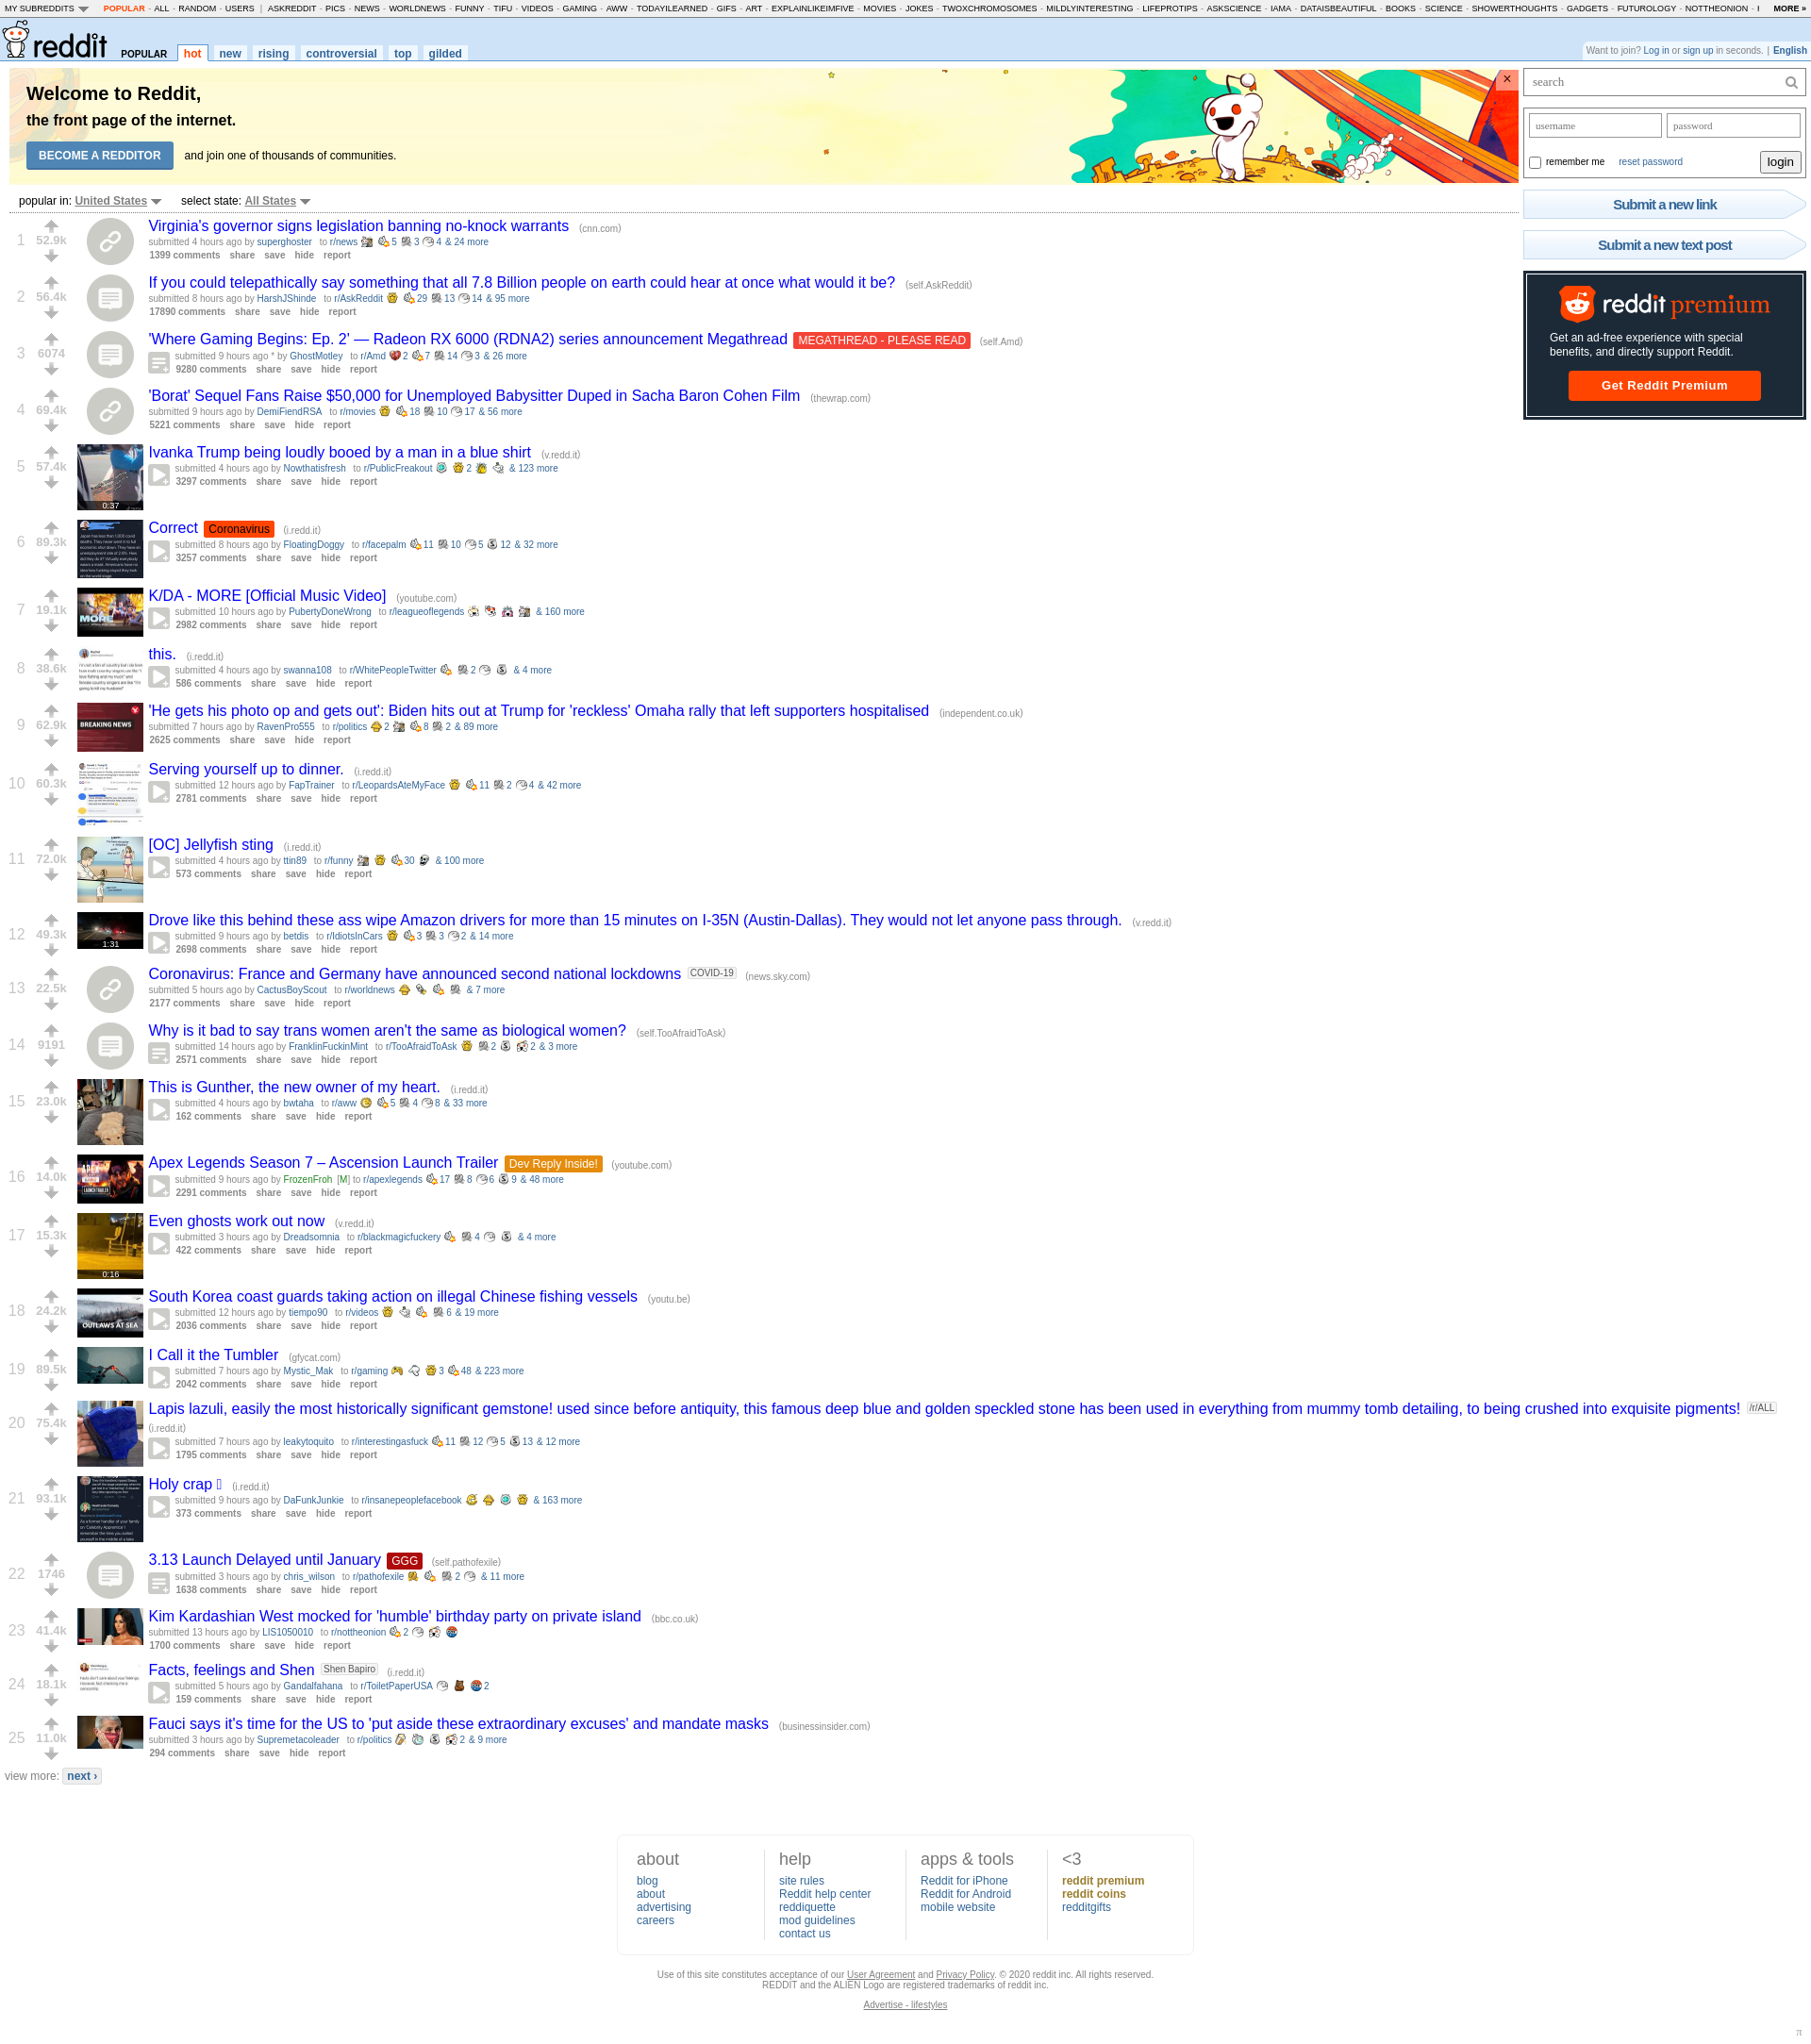 MY SUBREDDITS POPULAR - ALL - RANDOM - USERS | ASKREDDIT - PICS - NEWS - WORLDNEWS - FUNNY - TIFU - VIDEOS - GAMING - AWW - TODAYILEARNED - GIFS - ART - EXPLAINLIKEIMFIVE - MOVIES - JOKES - TWOXCHROMOSOMES - MILDLYINTERESTING - LIFEPROTIPS - ASKSCIENCE - IAMA - DATAISBEAUTIFUL - BOOKS - SCIENCE - SHOWERTHOUGHTS - GADGETS - FUTUROLOGY - NOTTHEONION - I MORE »
reddit POPULAR hot new rising controversial top gilded
Want to join? Log in or sign up in seconds. | English
Welcome to Reddit,
the front page of the internet.
BECOME A REDDITOR and join one of thousands of communities.
×
search
username password
remember me reset password login
Submit a new link
Submit a new text post
reddit premium
Get an ad-free experience with special
benefits, and directly support Reddit.
Get Reddit Premium
popular in: United States select state: All States
1 52.9k
Virginia's governor signs legislation banning no-knock warrants (cnn.com)
submitted 4 hours ago by superghoster to r/news 5 3 4 & 24 more
1399 comments share save hide report
2 56.4k
If you could telepathically say something that all 7.8 Billion people on earth could hear at once what would it be? (self.AskReddit)
submitted 8 hours ago by HarshJShinde to r/AskReddit 29 13 14 & 95 more
17890 comments share save hide report
3 6074
'Where Gaming Begins: Ep. 2' — Radeon RX 6000 (RDNA2) series announcement Megathread MEGATHREAD - PLEASE READ (self.Amd)
submitted 9 hours ago * by GhostMotley to r/Amd 2 7 14 3 & 26 more
9280 comments share save hide report
4 69.4k
'Borat' Sequel Fans Raise $50,000 for Unemployed Babysitter Duped in Sacha Baron Cohen Film (thewrap.com)
submitted 9 hours ago by DemiFiendRSA to r/movies 18 10 17 & 56 more
5221 comments share save hide report
5 57.4k
Ivanka Trump being loudly booed by a man in a blue shirt (v.redd.it)
submitted 4 hours ago by Nowthatisfresh to r/PublicFreakout 2 & 123 more
3297 comments share save hide report
0:37
6 89.3k
Correct Coronavirus (i.redd.it)
submitted 8 hours ago by FloatingDoggy to r/facepalm 11 10 5 12 & 32 more
3257 comments share save hide report
7 19.1k
K/DA - MORE [Official Music Video] (youtube.com)
submitted 10 hours ago by PubertyDoneWrong to r/leagueoflegends & 160 more
MORE
2982 comments share save hide report
8 38.6k
this. (i.redd.it)
submitted 4 hours ago by swanna108 to r/WhitePeopleTwitter 2 & 4 more
586 comments share save hide report
9 62.9k
'He gets his photo op and gets out': Biden hits out at Trump for 'reckless' Omaha rally that left supporters hospitalised (independent.co.uk)
BREAKING NEWS
submitted 7 hours ago by RavenPro555 to r/politics 2 8 2 & 89 more
2625 comments share save hide report
10 60.3k
Serving yourself up to dinner. (i.redd.it)
submitted 12 hours ago by FapTrainer to r/LeopardsAteMyFace 11 2 4 & 42 more
2781 comments share save hide report
11 72.0k
[OC] Jellyfish sting (i.redd.it)
submitted 4 hours ago by ttin89 to r/funny 30 & 100 more
573 comments share save hide report
12 49.3k
Drove like this behind these ass wipe Amazon drivers for more than 15 minutes on I-35N (Austin-Dallas). They would not let anyone pass through. (v.redd.it)
submitted 9 hours ago by betdis to r/IdiotsInCars 3 3 2 & 14 more
1:31
2698 comments share save hide report
13 22.5k
Coronavirus: France and Germany have announced second national lockdowns COVID-19 (news.sky.com)
submitted 5 hours ago by CactusBoyScout to r/worldnews & 7 more
2177 comments share save hide report
14 9191
Why is it bad to say trans women aren't the same as biological women? (self.TooAfraidToAsk)
submitted 14 hours ago by FranklinFuckinMint to r/TooAfraidToAsk 2 2 & 3 more
2571 comments share save hide report
15 23.0k
This is Gunther, the new owner of my heart. (i.redd.it)
submitted 4 hours ago by bwtaha to r/aww 5 4 8 & 33 more
162 comments share save hide report
16 14.0k
Apex Legends Season 7 – Ascension Launch Trailer Dev Reply Inside! (youtube.com)
submitted 9 hours ago by FrozenFroh [M] to r/apexlegends 17 8 6 9 & 48 more
2291 comments share save hide report
17 15.3k
Even ghosts work out now (v.redd.it)
submitted 3 hours ago by Dreadsomnia to r/blackmagicfuckery 4 & 4 more
422 comments share save hide report
0:16
18 24.2k
South Korea coast guards taking action on illegal Chinese fishing vessels (youtu.be)
submitted 12 hours ago by tiempo90 to r/videos 6 & 19 more
OUTLAWS AT SEA
2036 comments share save hide report
19 89.5k
I Call it the Tumbler (gfycat.com)
submitted 7 hours ago by Mystic_Mak to r/gaming 3 48 & 223 more
2042 comments share save hide report
20 75.4k
Lapis lazuli, easily the most historically significant gemstone! used since before antiquity, this famous deep blue and golden speckled stone has been used in everything from mummy tomb detailing, to being crushed into exquisite pigments! /r/ALL
(i.redd.it)
submitted 7 hours ago by leakytoquito to r/interestingasfuck 11 12 5 13 & 12 more
1795 comments share save hide report
21 93.1k
Holy crap (i.redd.it)
submitted 9 hours ago by DaFunkJunkie to r/insanepeoplefacebook & 163 more
373 comments share save hide report
22 1746
3.13 Launch Delayed until January GGG (self.pathofexile)
submitted 3 hours ago by chris_wilson to r/pathofexile 2 & 11 more
1638 comments share save hide report
23 41.4k
Kim Kardashian West mocked for 'humble' birthday party on private island (bbc.co.uk)
submitted 13 hours ago by LIS1050010 to r/nottheonion 2
1700 comments share save hide report
24 18.1k
Facts, feelings and Shen Shen Bapiro (i.redd.it)
submitted 5 hours ago by Gandalfahana to r/ToiletPaperUSA 2
159 comments share save hide report
25 11.0k
Fauci says it's time for the US to 'put aside these extraordinary excuses' and mandate masks (businessinsider.com)
submitted 3 hours ago by Supremetacoleader to r/politics 2 & 9 more
294 comments share save hide report
view more: next ›
about
blog
about
advertising
careers
help
site rules
Reddit help center
reddiquette
mod guidelines
contact us
apps & tools
Reddit for iPhone
Reddit for Android
mobile website
<3
reddit premium
reddit coins
redditgifts
Use of this site constitutes acceptance of our User Agreement and Privacy Policy. © 2020 reddit inc. All rights reserved.
REDDIT and the ALIEN Logo are registered trademarks of reddit inc.
Advertise - lifestyles
π